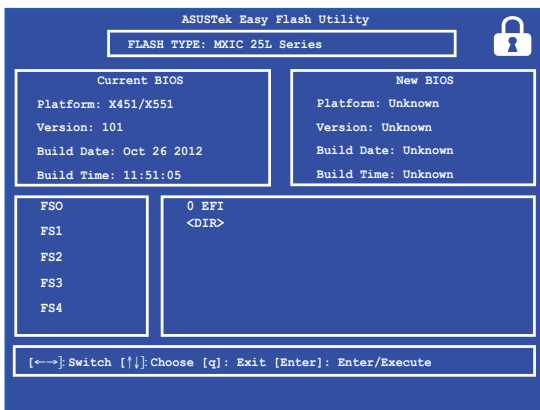 ASUSTek Easy Flash Utility
FLASH TYPE: MXIC 25L Series
Current BIOS
Platform: X451/X551
Version: 101
Build Date: Oct 26 2012
Build Time: 11:51:05
New BIOS
Platform: Unknown
Version: Unknown
Build Date: Unknown
Build Time: Unknown
FSO
FS1
FS2
FS3
FS4
0 EFI
<DIR>
[←→]: Switch [↑↓]: Choose [q]: Exit [Enter]: Enter/Execute